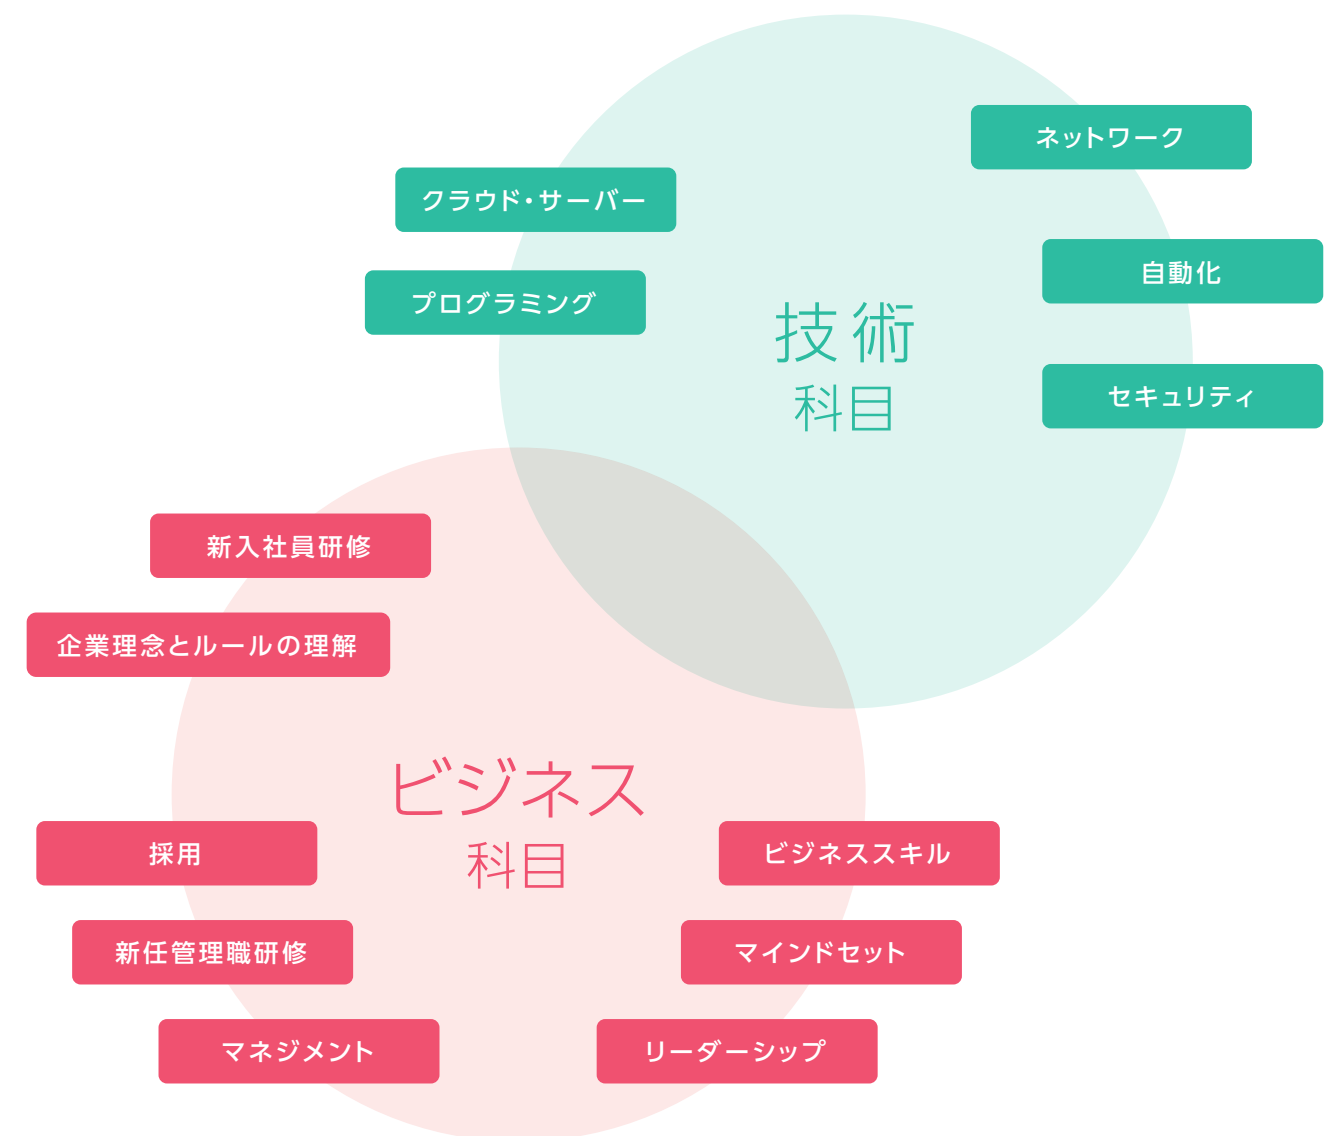 ネットワーク
クラウド・サーバー
自動化
プログラミング
技術
科目
セキュリティ
新入社員研修
企業理念とルールの理解
ビジネス
科目
採用
ビジネススキル
新任管理職研修
マインドセット
マネジメント
リーダーシップ